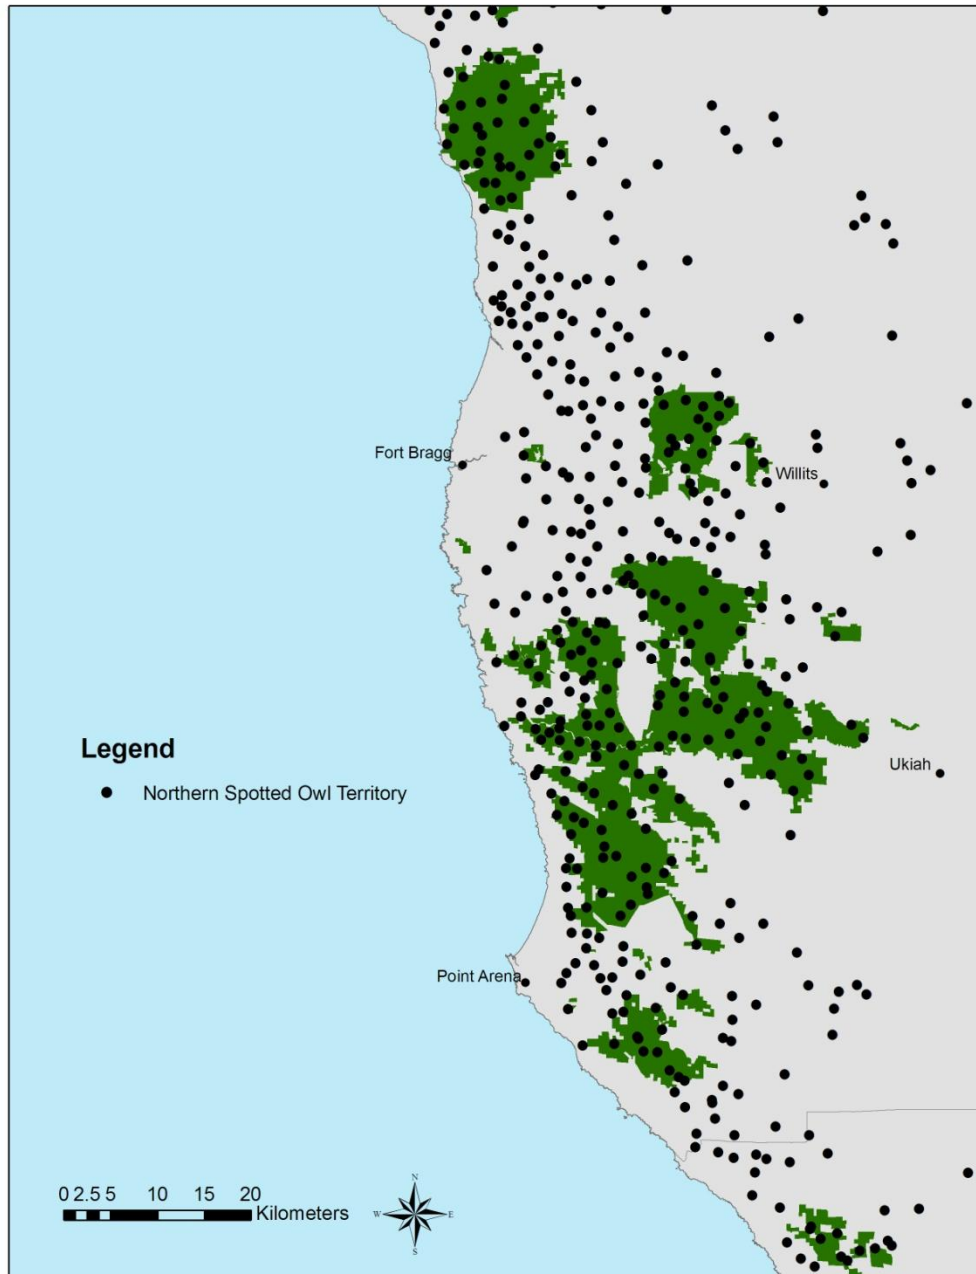 Fort Bragg
Willits
Legend
Northern Spotted Owl Territory
Ukiah
Point Arena
0 2.5 5 10 15 20
Kilometers
N
W E
S